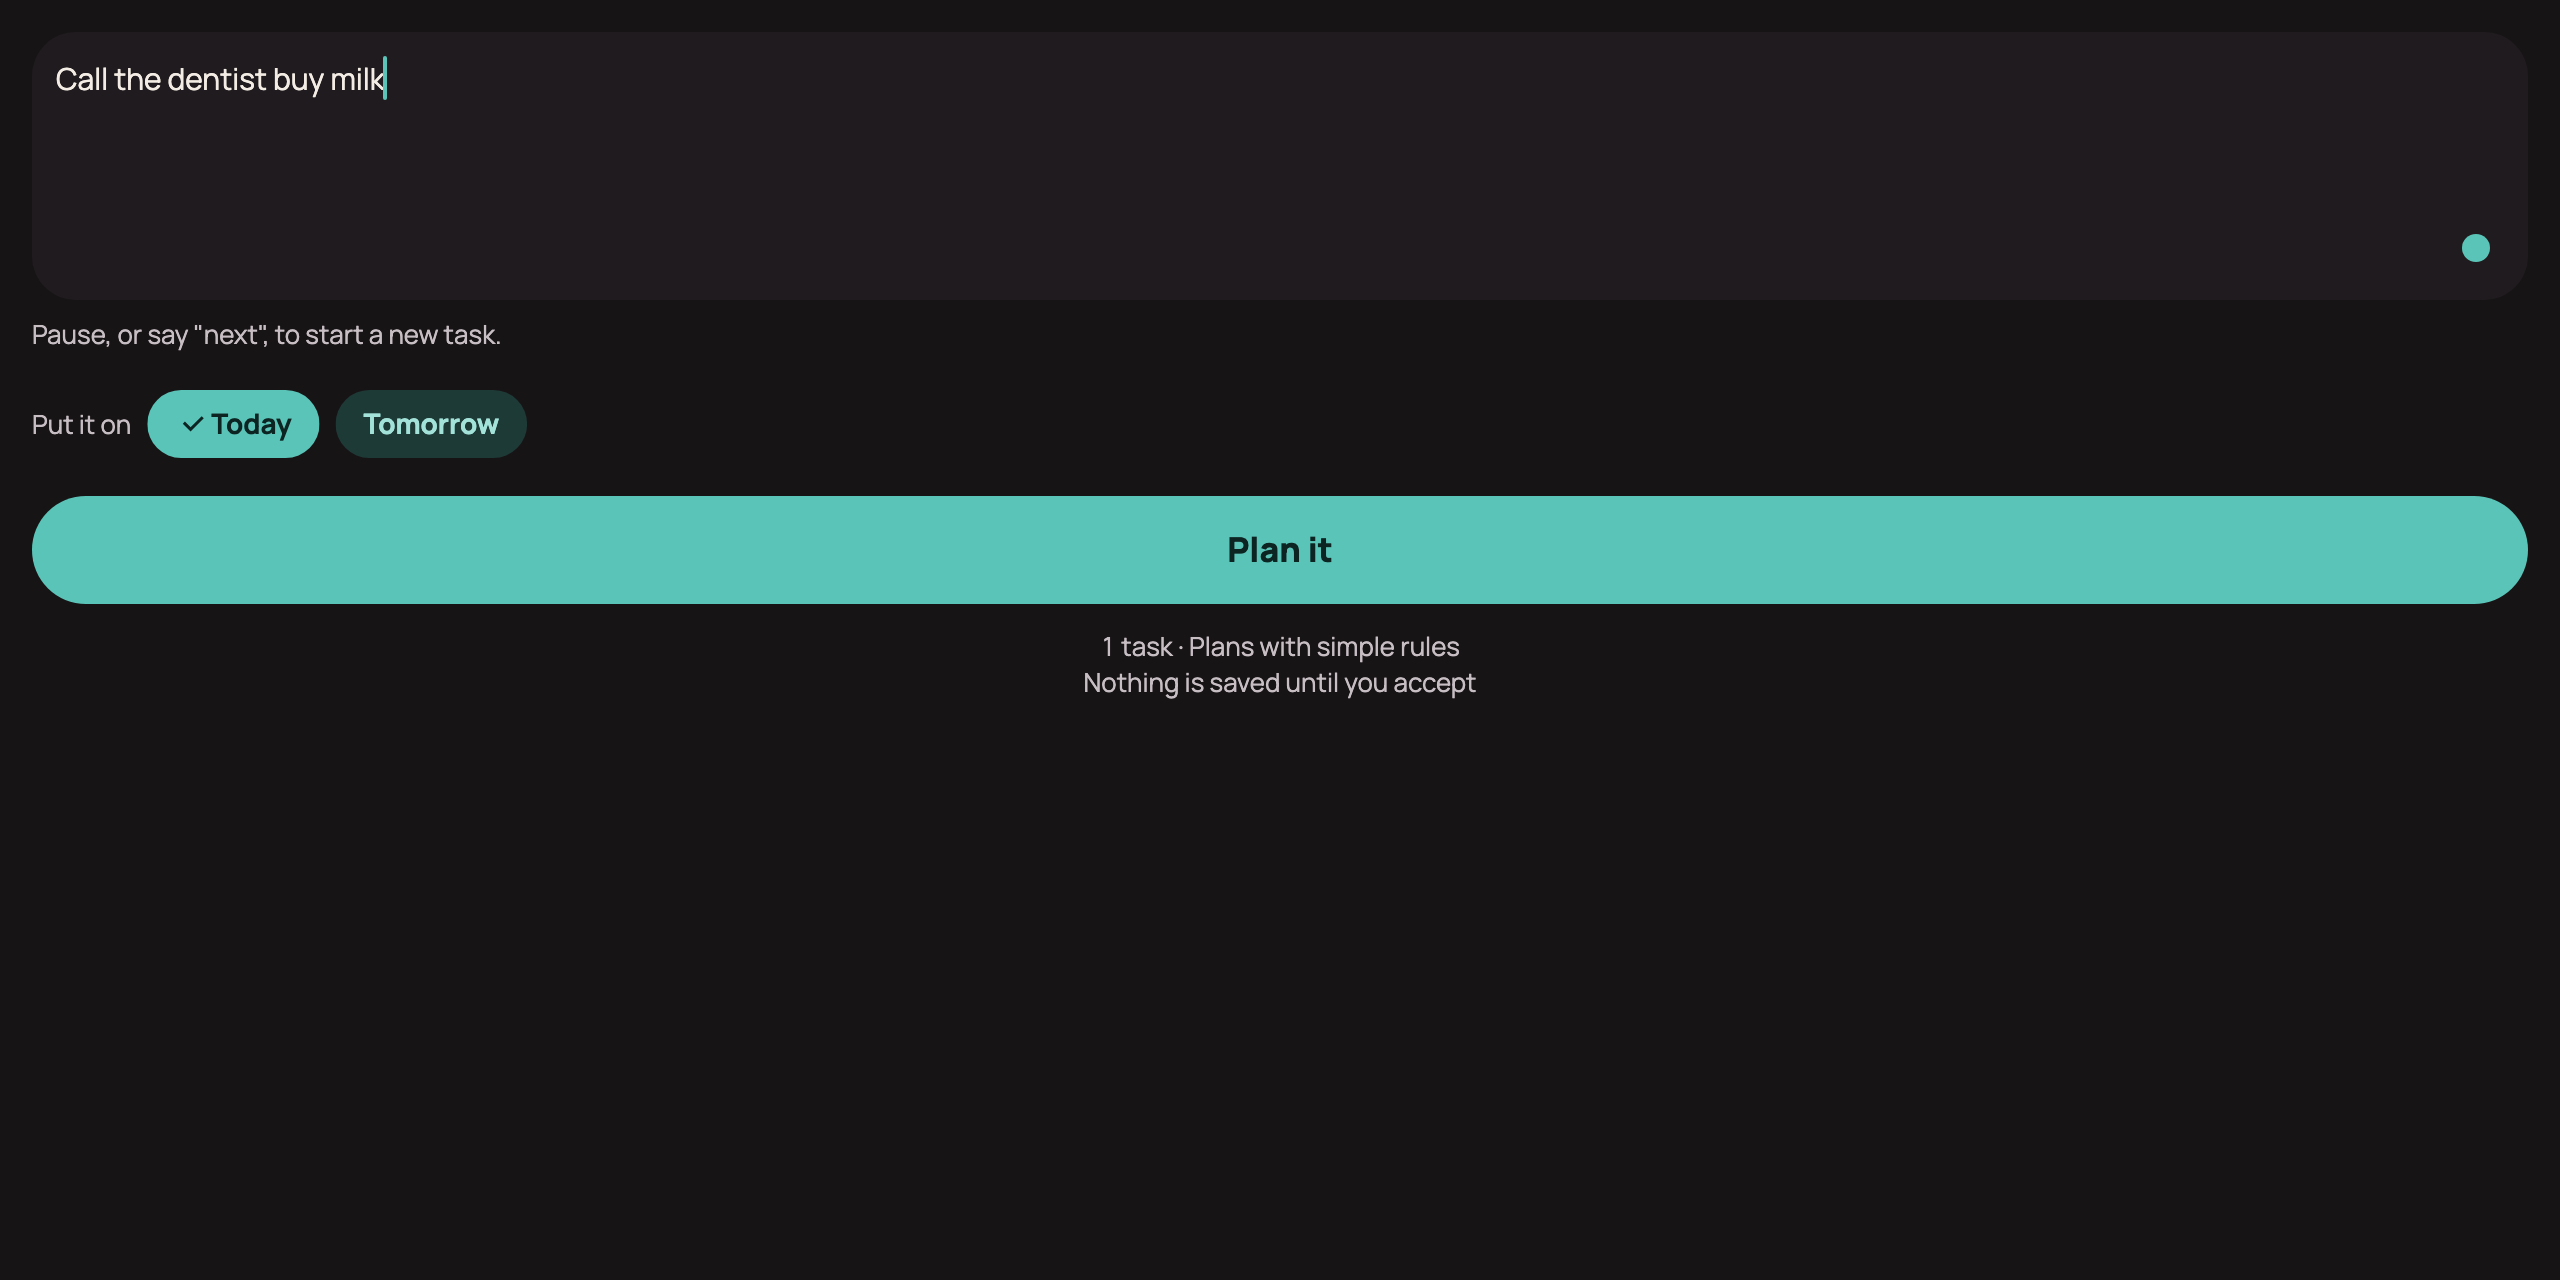 Call the dentist buy milk
Pause, or say "next", to start a new task.
Put it on Today Tomorrow
Plan it
1 task · Plans with simple rules
Nothing is saved until you accept